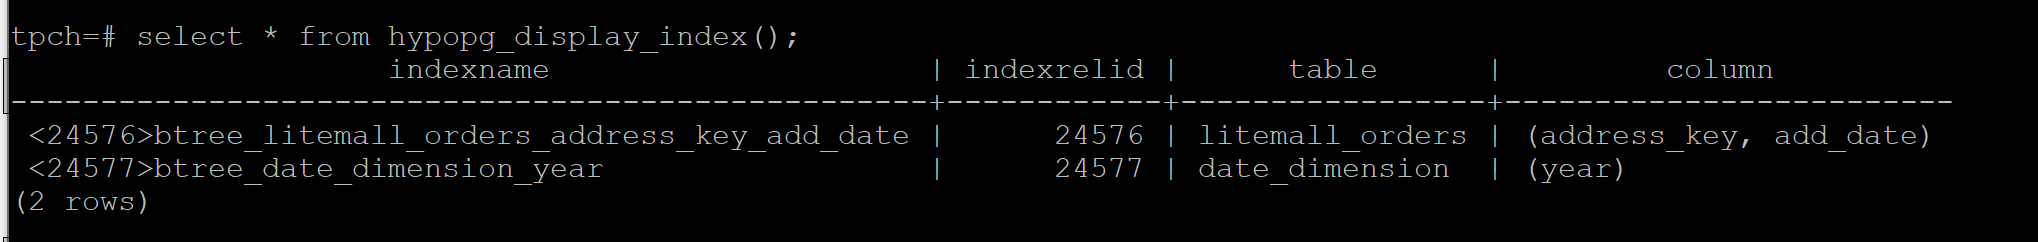 tpch=# select * from hypopg_display_index();
                     indexname                      | indexrelid |      table      |         column
----------------------------------------------------+------------+-----------------+-------------------------
 <24576>btree_litemall_orders_address_key_add_date |      24576 | litemall_orders | (address_key, add_date)
 <24577>btree_date_dimension_year                  |      24577 | date_dimension  | (year)
(2 rows)